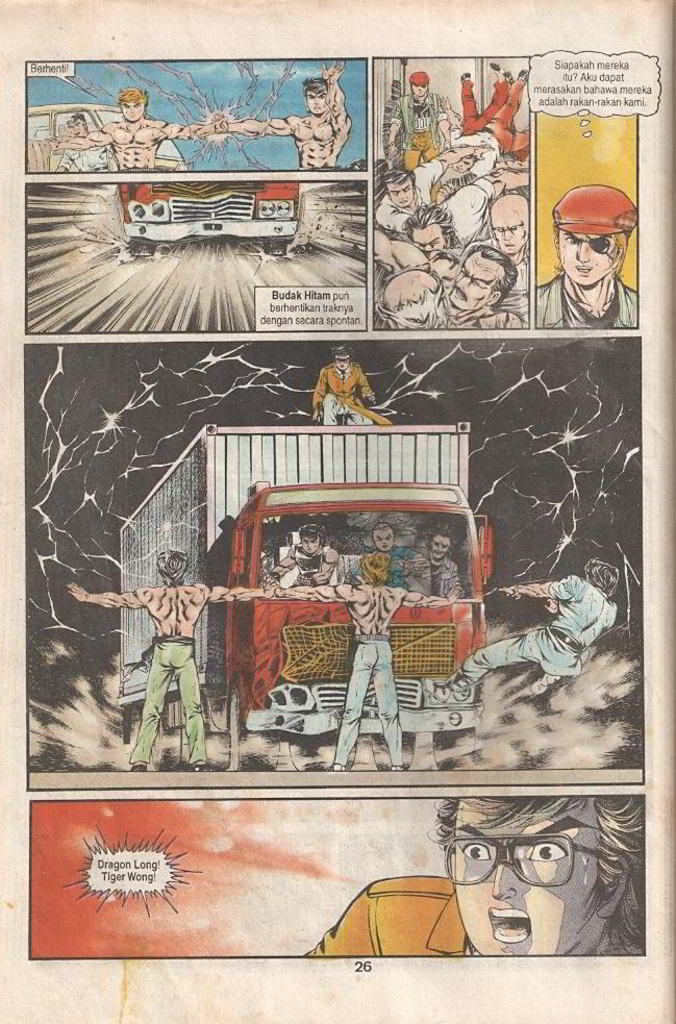 Berhenti!
Siapakah mereka
itu? Aku dapat
merasakan bahawa mereka
adalah rakan-rakan kami.
Budak Hitam pun
berhentikan traknya
dengan secara spontan.
Dragon Long!
Tiger Wong!
26